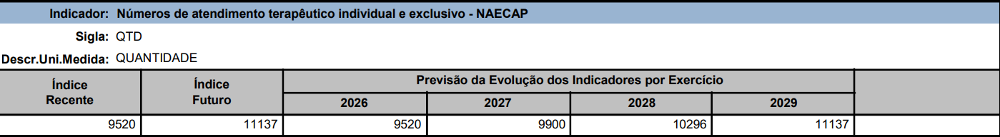 Indicador: Números de atendimento terapêutico individual e exclusivo - NAECAP
Sigla: QTD
Descr.Uni.Medida: QUANTIDADE
Índice Recente Índice Futuro Previsão da Evolução dos Indicadores por Exercício
2026 2027 2028 2029
9520 11137 9520 9900 10296 11137